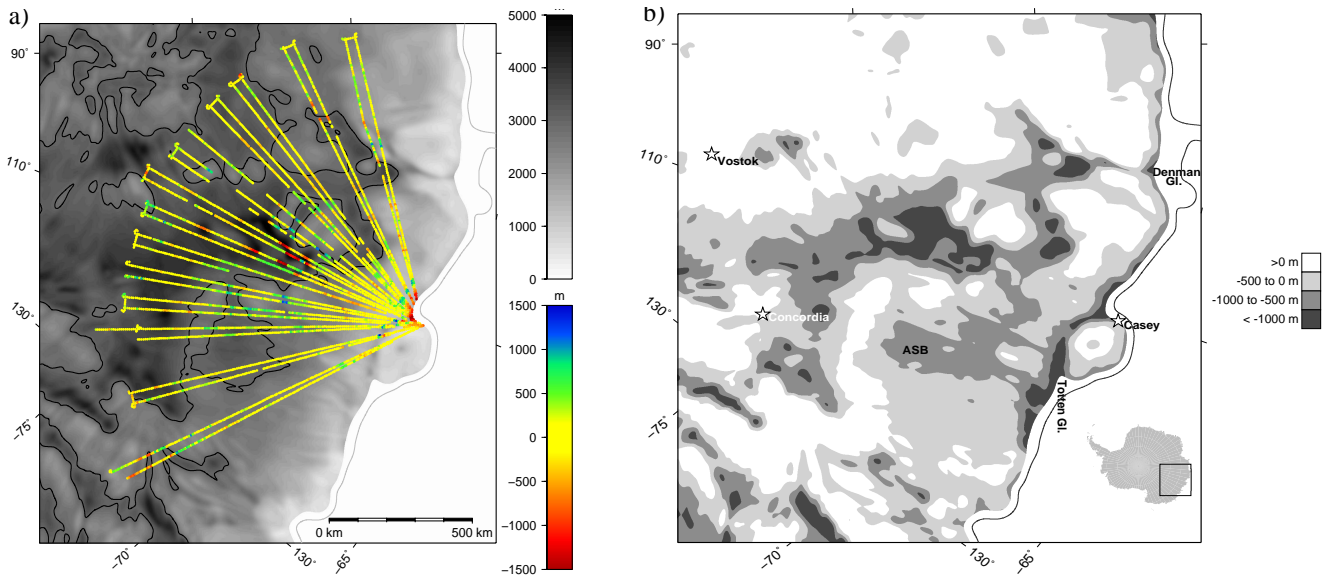 a)
5000
4000
3000
2000
1000
0
m
1500
1000
500
0
−500
−1000
−1500
90˚
110˚
130˚
−75˚
−70˚
130˚
−65˚
0 km
500 km
b)
90˚
110˚
130˚
−75˚
−70˚
130˚
−65˚
Vostok
Concordia
ASB
Denman
Gl.
Casey
Totten Gl.
>0 m
-500 to 0 m
-1000 to -500 m
< -1000 m